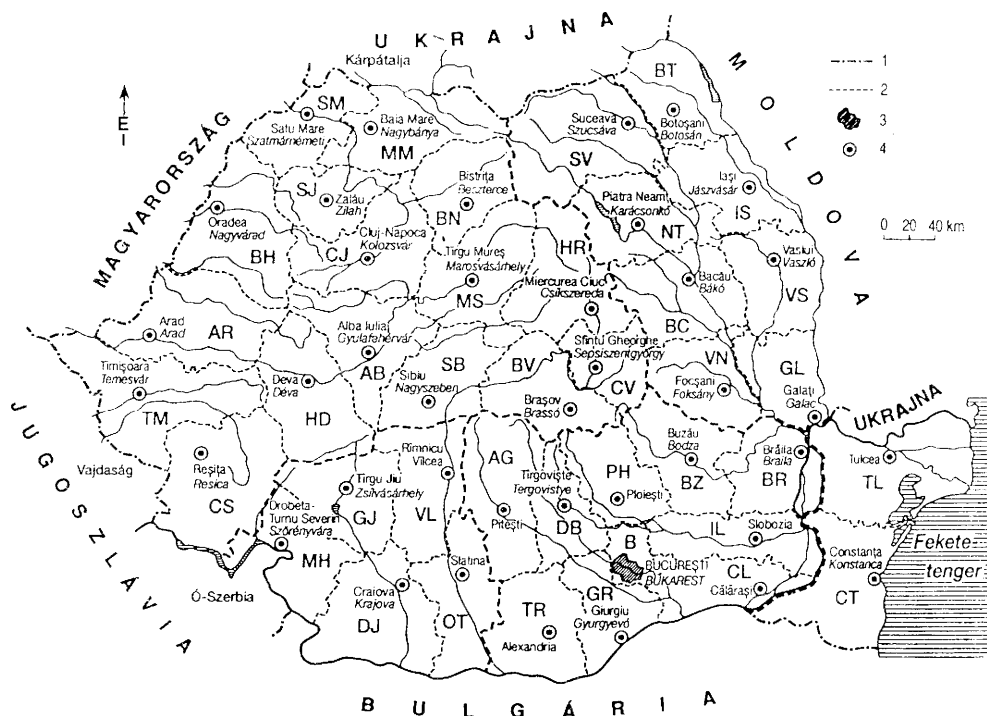 UKRAJNA
Kárpátalja
MOLDOVA
MAGYARORSZÁG
JUGOSZLÁVIA
BULGÁRIA
É
1
2
3
4
0 20 40 km
SM
Satu Mare
Szatmárnémeti
Baia Mare
Nagybánya
MM
BT
Botoşani
Botosán
Suceava
Szucsáva
SV
SJ
Zalău
Zilah
Bistriţa
Beszterce
BN
Iaşi
Jászvásár
IS
Piatra Neamţ
Karácsonkő
NT
Oradea
Nagyvárad
BH
Cluj-Napoca
Kolozsvár
CJ
Tîrgu Mureş
Marosvásárhely
MS
HR
Miercurea Ciuc
Csíkszereda
Bacău
Bákó
BC
Vaslui
Vaszló
VS
Arad
Arad
AR
Alba Iulia
Gyulafehérvár
AB
Sfîntu Gheorghe
Sepsiszentgyörgy
CV
VN
Focşani
Foksány
GL
Galaţi
Galac
Timişoara
Temesvár
TM
Deva
Déva
HD
SB
Sibiu
Nagyszeben
BV
Braşov
Brassó
UKRAJNA
Vajdaság
Reşiţa
Resica
CS
Rîmnicu
Vîlcea
VL
AG
Piteşti
Tîrgovişte
Tergovistye
DB
PH
Ploieşti
Buzău
Bodza
BZ
Brăila
Braila
BR
Tulcea
TL
Tîrgu Jiu
Zsilvásárhely
GJ
Drobeta-
Turnu Severin
Szörényvára
MH
Ó-Szerbia
B
BUCUREŞTI
BUKAREST
IL
Slobozia
CL
Călăraşi
Constanţa
Konstanca
CT
Fekete-
tenger
Craiova
Krajova
DJ
Slatina
OT
TR
Alexandria
GR
Giurgiu
Gyurgyevó